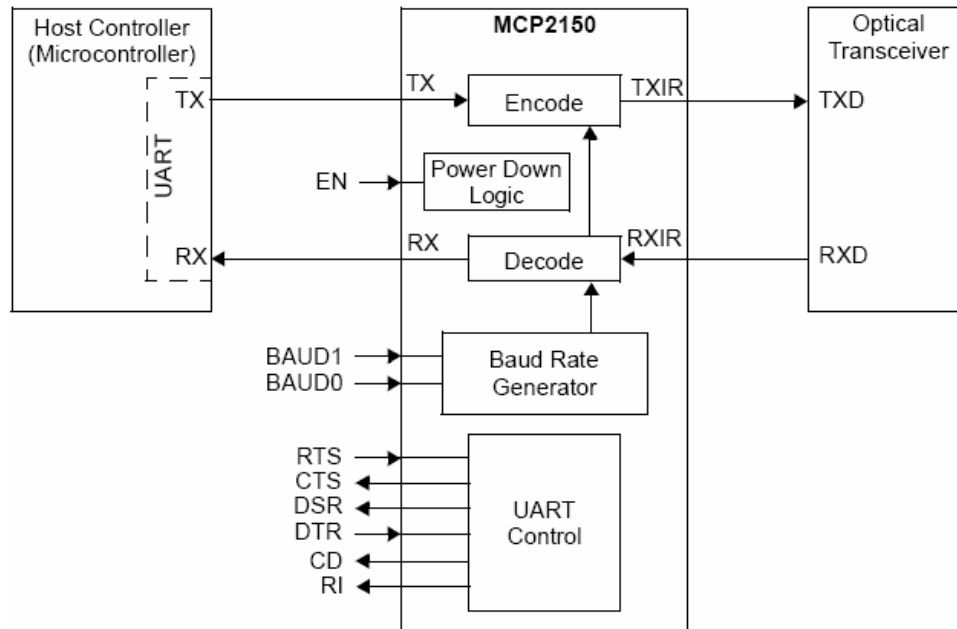 Host Controller
(Microcontroller)
MCP2150
Optical
Transceiver
TX
TX
Encode
TXIR
TXD
UART
EN
Power Down
Logic
RX
RX
Decode
RXIR
RXD
BAUD1
BAUD0
Baud Rate
Generator
RTS
CTS
DSR
DTR
CD
RI
UART
Control